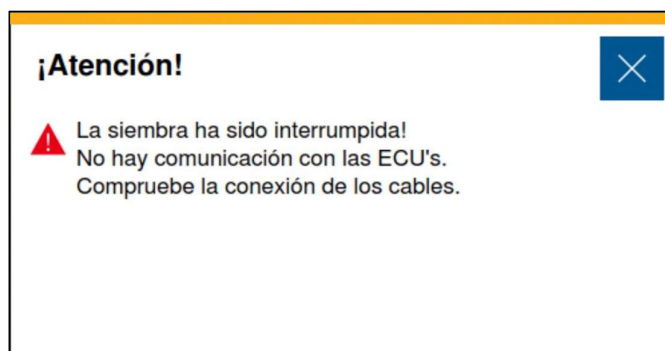 ¡Atención!
La siembra ha sido interrumpida!
No hay comunicación con las ECU's.
Compruebe la conexión de los cables.